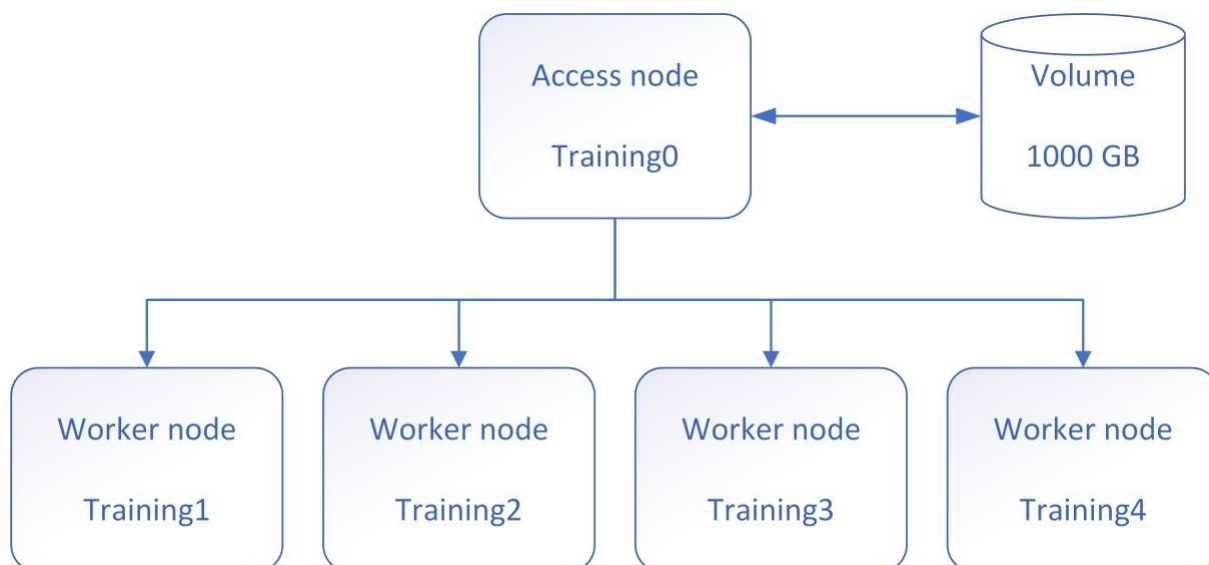 Access node
Training0
Volume
1000 GB
Worker node
Training1
Worker node
Training2
Worker node
Training3
Worker node
Training4